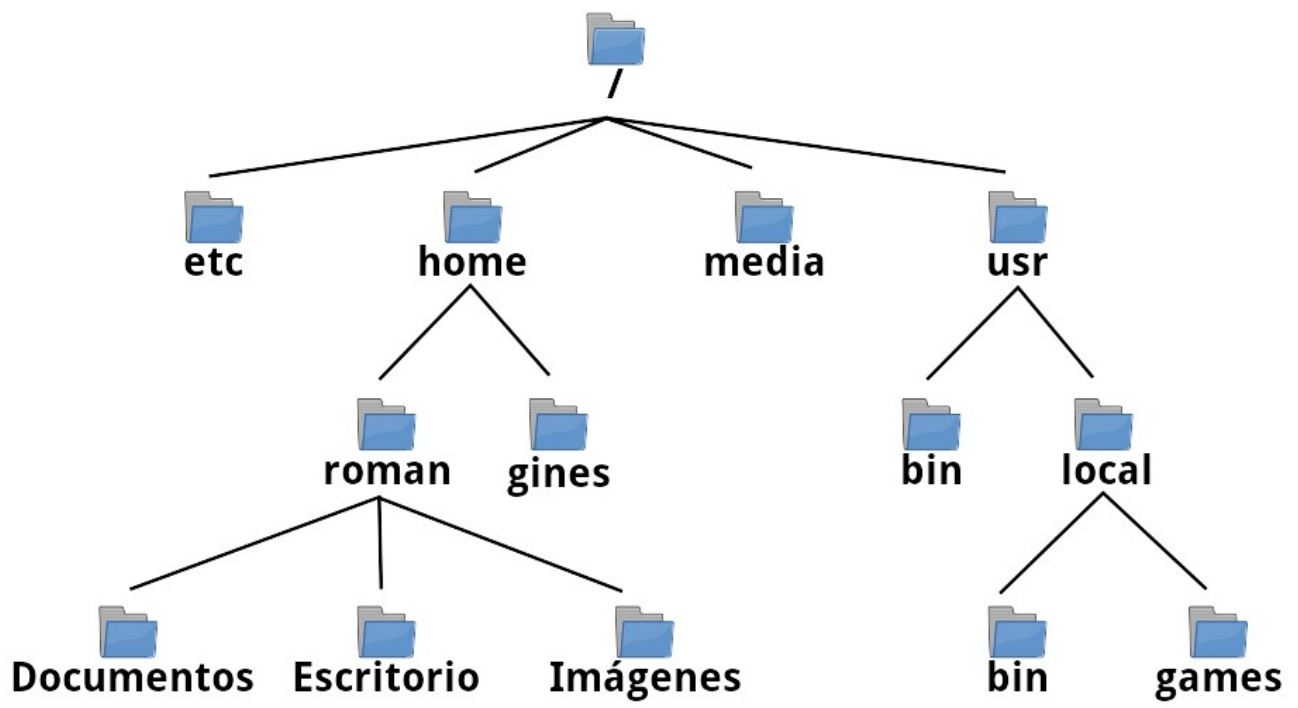 /
etc home media usr
roman gines bin local
Documentos Escritorio Imágenes bin games